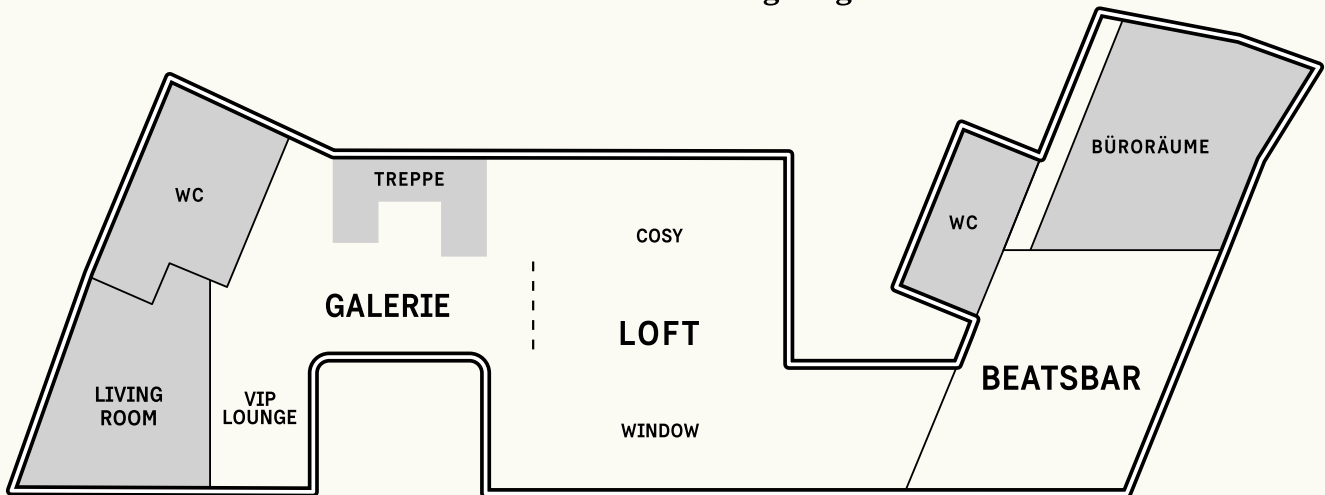 BÜRORÄUME
TREPPE
WC
WC
COSY
GALERIE
LOFT
BEATSBAR
LIVING
ROOM
VIP
LOUNGE
WINDOW